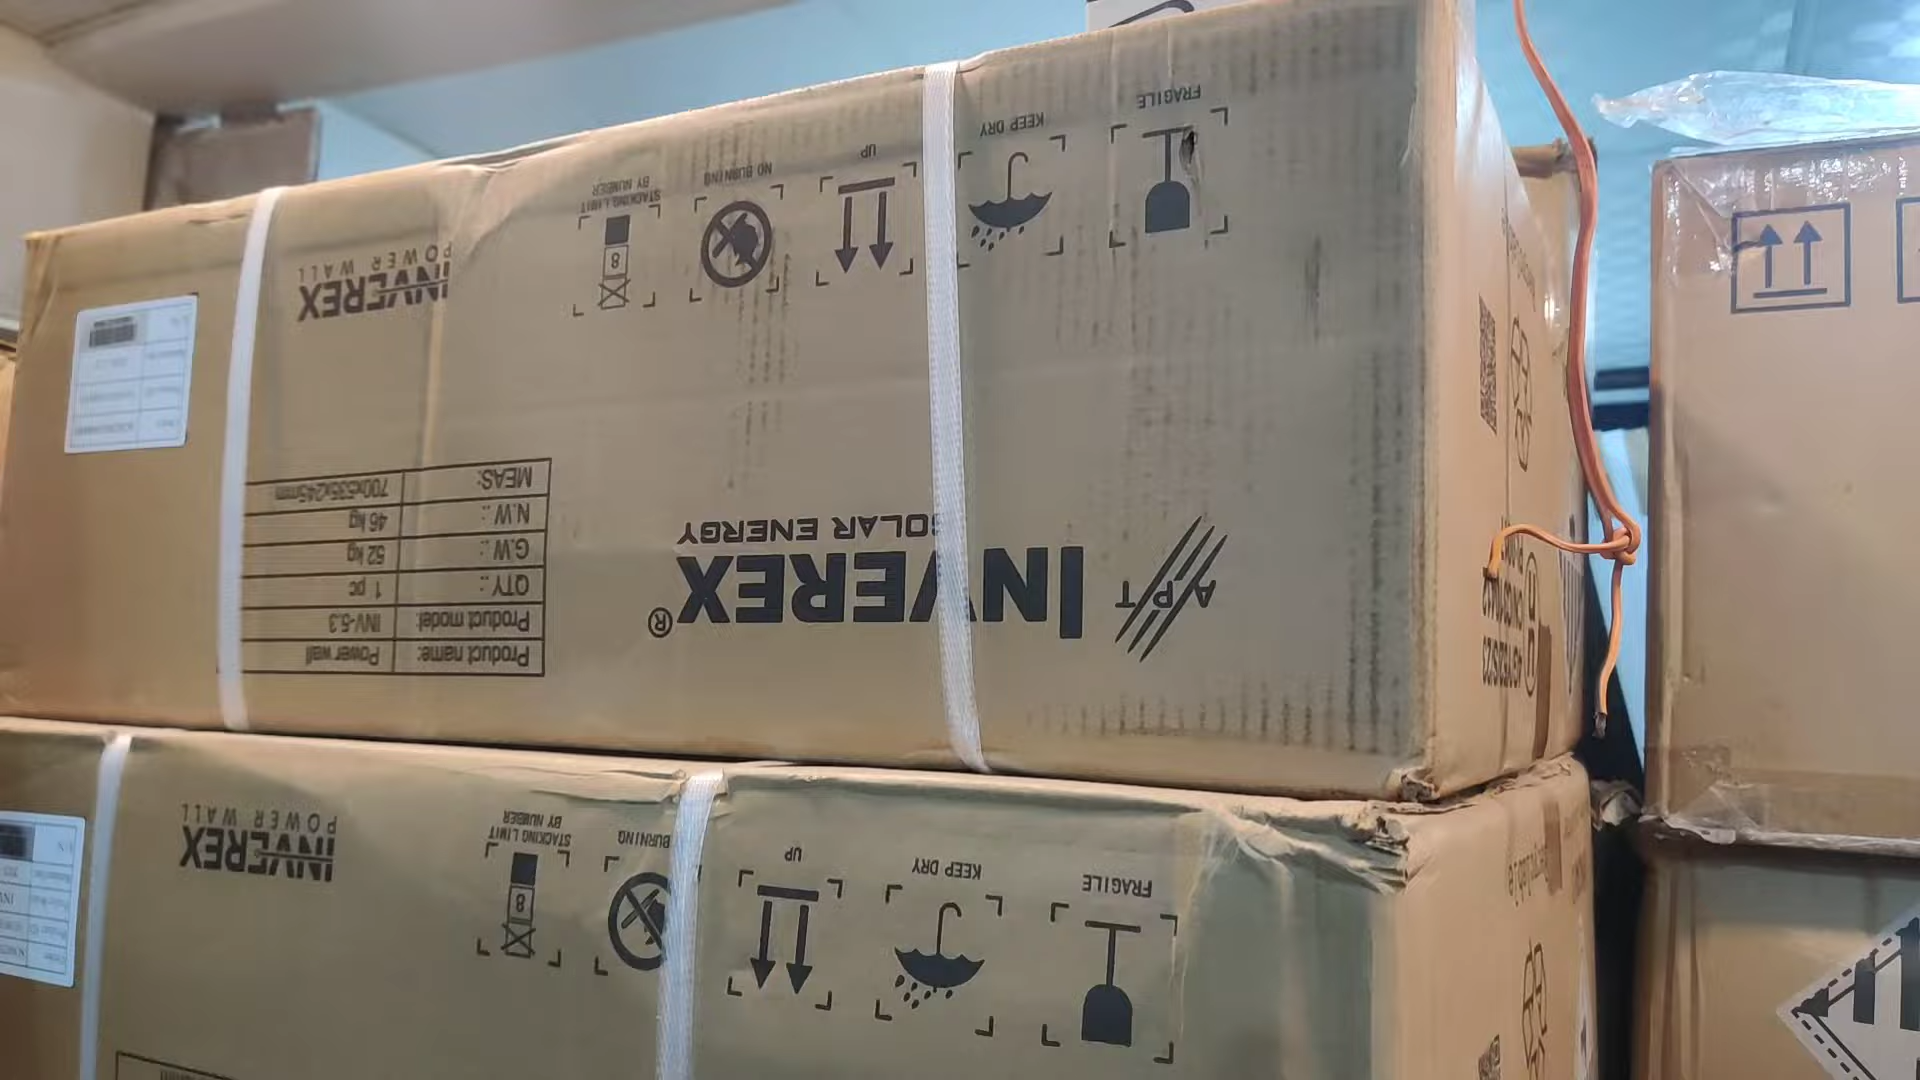 FRAGILE
KEEP DRY
UP
NO BURNING
STACKING LIMIT
BY NUMBER
8
INVEREX
POWER WALL
APT
INVEREX®
SOLAR ENERGY
Product name: Power wall
Product model: INV-5.3
QTY.: 1 pc
G.W.: 52 kg
N.W.: 46 kg
MEAS: 700x535x245mm
FRAGILE
KEEP DRY
UP
BURNING
STACKING LIMIT
BY NUMBER
8
INVEREX
POWER WALL